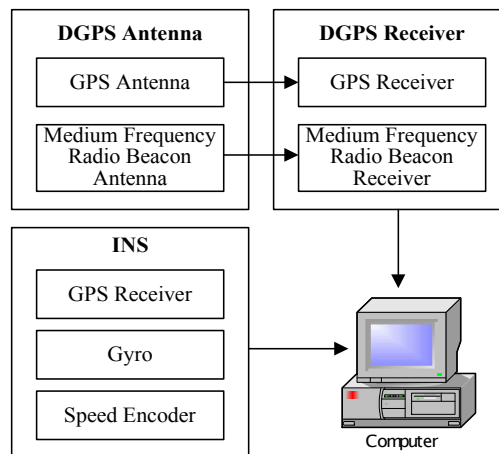 DGPS Antenna
GPS Antenna
Medium Frequency
Radio Beacon
Antenna
DGPS Receiver
GPS Receiver
Medium Frequency
Radio Beacon
Receiver
INS
GPS Receiver
Gyro
Speed Encoder
Computer